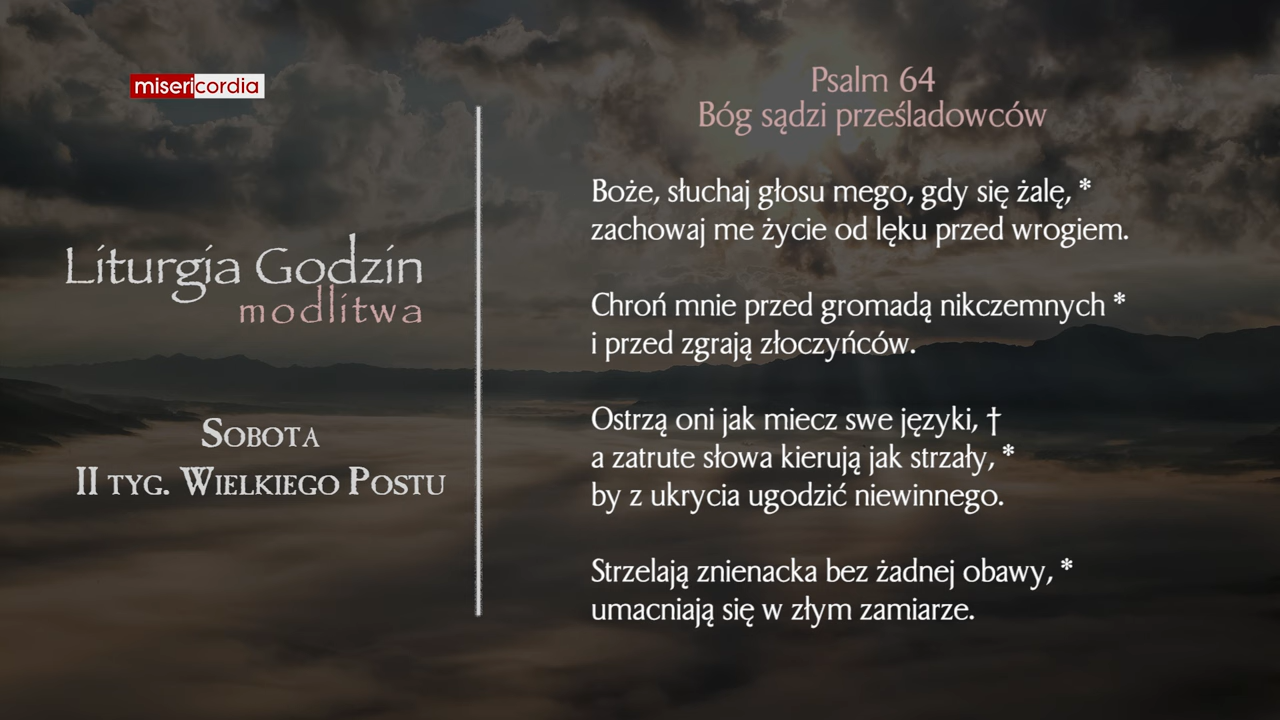 misericordia
Liturgia Godzin
modlitwa
Sobota
II tyg. Wielkiego Postu
Psalm 64
Bóg sądzi prześladowców
Boże, słuchaj głosu mego, gdy się żalę, *
zachowaj me życie od lęku przed wrogiem.
Chroń mnie przed gromadą nikczemnych *
i przed zgrają złoczyńców.
Ostrzą oni jak miecz swe języki, †
a zatrute słowa kierują jak strzały, *
by z ukrycia ugodzić niewinnego.
Strzelają znienacka bez żadnej obawy, *
umacniają się w złym zamiarze.